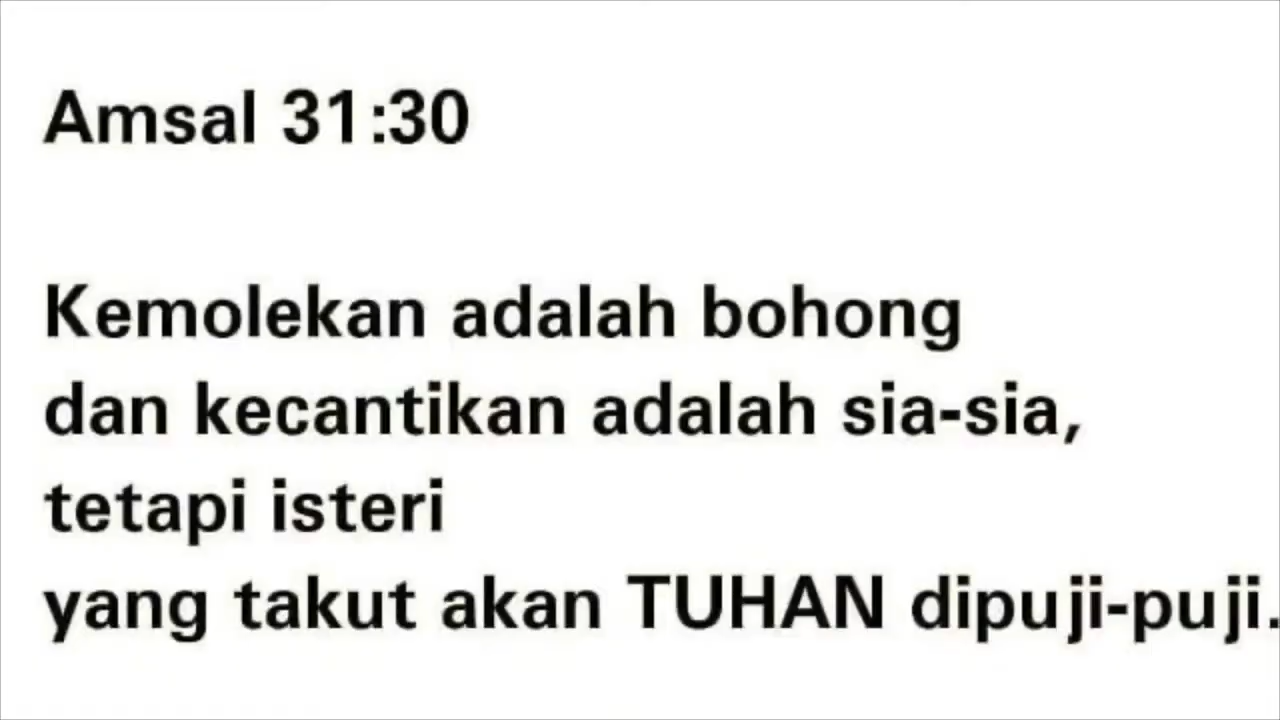 Amsal 31:30
Kemolekan adalah bohong
dan kecantikan adalah sia-sia,
tetapi isteri
yang takut akan TUHAN dipuji-puji.